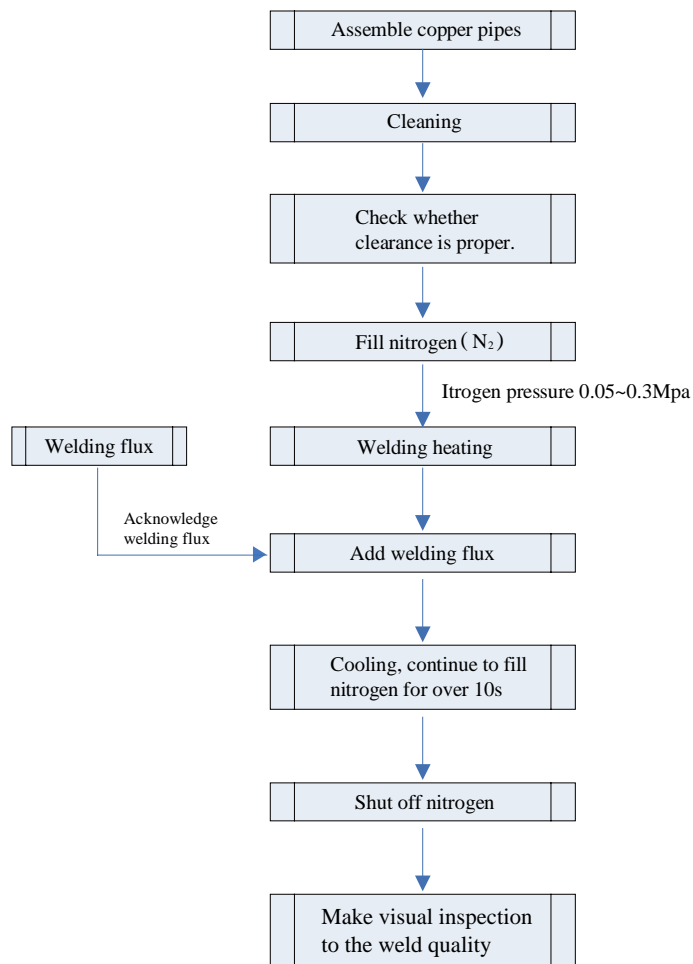 Assemble copper pipes
Cleaning
Check whether
clearance is proper.
Fill nitrogen ( N₂ )
Itrogen pressure 0.05~0.3Mpa
Welding flux
Welding heating
Acknowledge
welding flux
Add welding flux
Cooling, continue to fill
nitrogen for over 10s
Shut off nitrogen
Make visual inspection
to the weld quality